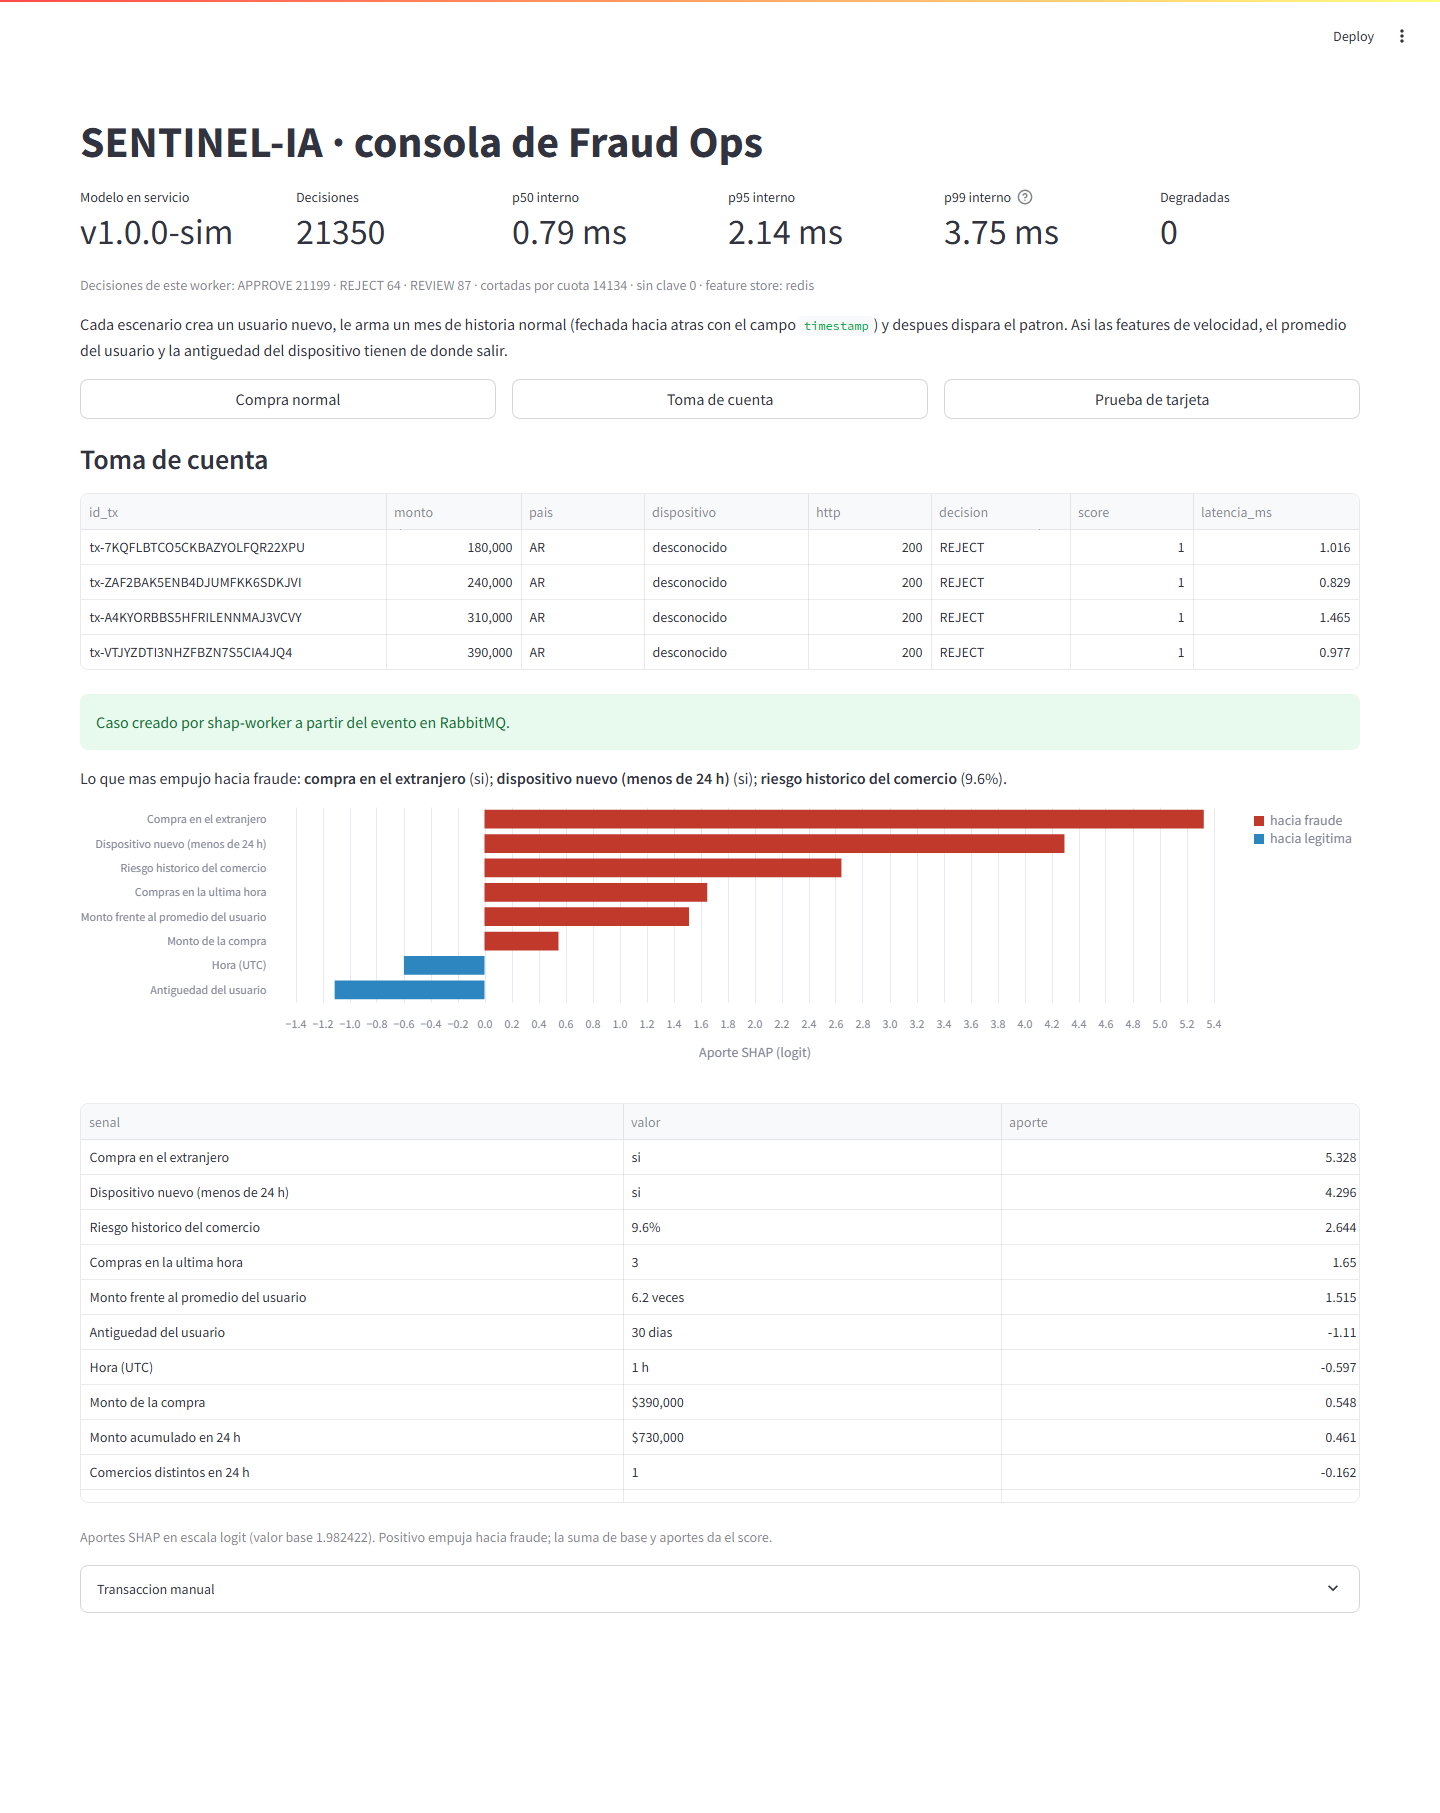 Deploy
SENTINEL-IA · consola de Fraud Ops
Modelo en servicio
v1.0.0-sim
Decisiones
21350
p50 interno
0.79 ms
p95 interno
2.14 ms
p99 interno
3.75 ms
Degradadas
0
Decisiones de este worker: APPROVE 21199 · REJECT 64 · REVIEW 87 · cortadas por cuota 14134 · sin clave 0 · feature store: redis
Cada escenario crea un usuario nuevo, le arma un mes de historia normal (fechada hacia atras con el campo timestamp ) y despues dispara el patron. Asi las features de velocidad, el promedio
del usuario y la antiguedad del dispositivo tienen de donde salir.
Compra normal
Toma de cuenta
Prueba de tarjeta
Toma de cuenta
id_tx monto pais dispositivo http decision score latencia_ms
tx-7KQFLBTCO5CKBAZYOLFQR22XPU 180,000 AR desconocido 200 REJECT 1 1.016
tx-ZAF2BAK5ENB4DJUMFKK6SDKJVI 240,000 AR desconocido 200 REJECT 1 0.829
tx-A4KYORBBS5HFRILENNMAJ3VCVY 310,000 AR desconocido 200 REJECT 1 1.465
tx-VTJYZDTI3NHZFBZN7S5CIA4JQ4 390,000 AR desconocido 200 REJECT 1 0.977
Caso creado por shap-worker a partir del evento en RabbitMQ.
Lo que mas empujo hacia fraude: compra en el extranjero (si); dispositivo nuevo (menos de 24 h) (si); riesgo historico del comercio (9.6%).
Compra en el extranjero
Dispositivo nuevo (menos de 24 h)
Riesgo historico del comercio
Compras en la ultima hora
Monto frente al promedio del usuario
Monto de la compra
Hora (UTC)
Antiguedad del usuario
hacia fraude
hacia legitima
−1.4 −1.2 −1.0 −0.8 −0.6 −0.4 −0.2 0.0 0.2 0.4 0.6 0.8 1.0 1.2 1.4 1.6 1.8 2.0 2.2 2.4 2.6 2.8 3.0 3.2 3.4 3.6 3.8 4.0 4.2 4.4 4.6 4.8 5.0 5.2 5.4
Aporte SHAP (logit)
senal valor aporte
Compra en el extranjero si 5.328
Dispositivo nuevo (menos de 24 h) si 4.296
Riesgo historico del comercio 9.6% 2.644
Compras en la ultima hora 3 1.65
Monto frente al promedio del usuario 6.2 veces 1.515
Antiguedad del usuario 30 dias -1.11
Hora (UTC) 1 h -0.597
Monto de la compra $390,000 0.548
Monto acumulado en 24 h $730,000 0.461
Comercios distintos en 24 h 1 -0.162
Aportes SHAP en escala logit (valor base 1.982422). Positivo empuja hacia fraude; la suma de base y aportes da el score.
Transaccion manual